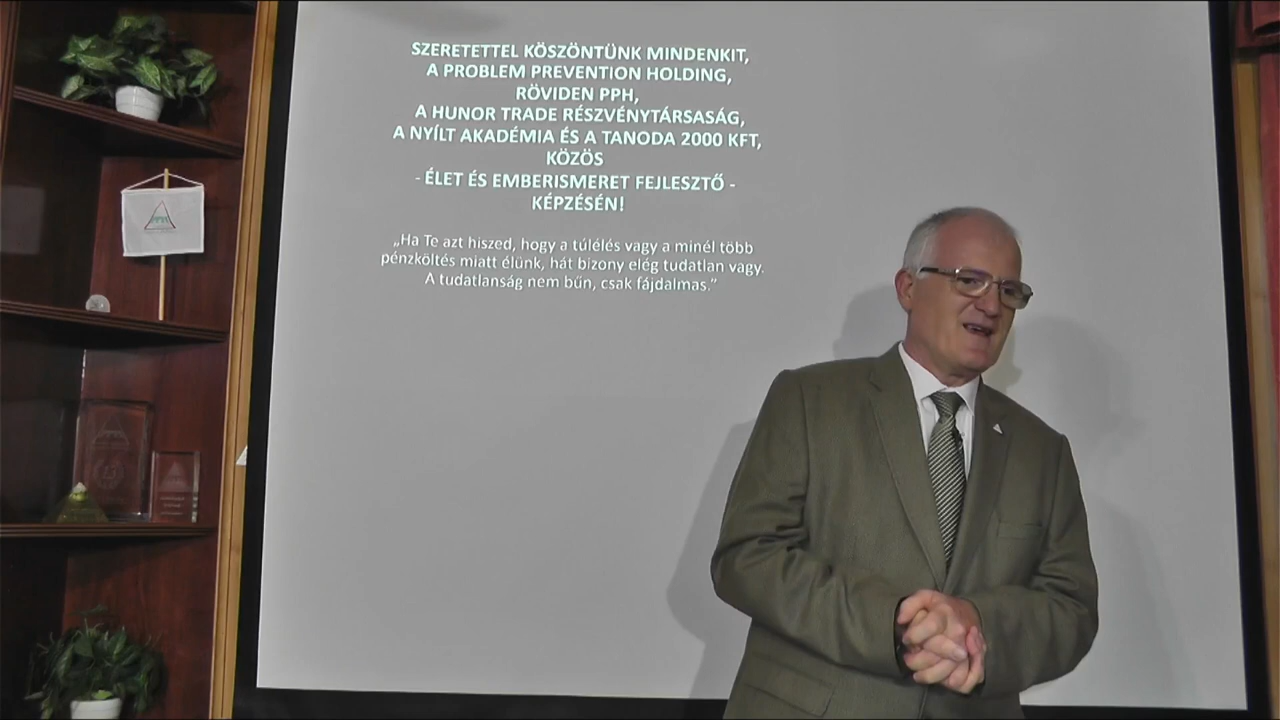 SZERETETTEL KÖSZÖNTÜNK MINDENKIT,
A PROBLEM PREVENTION HOLDING,
RÖVIDEN PPH,
A HUNOR TRADE RÉSZVÉNYTÁRSASÁG,
A NYÍLT AKADÉMIA ÉS A TANODA 2000 KFT,
KÖZÖS
- ÉLET ÉS EMBERISMERET FEJLESZTŐ -
KÉPZÉSÉN!
„Ha Te azt hiszed, hogy a túlélés vagy a minél több
pénzköltés miatt élünk, hát bizony elég tudatlan vagy.
A tudatlanság nem bűn, csak fájdalmas.”